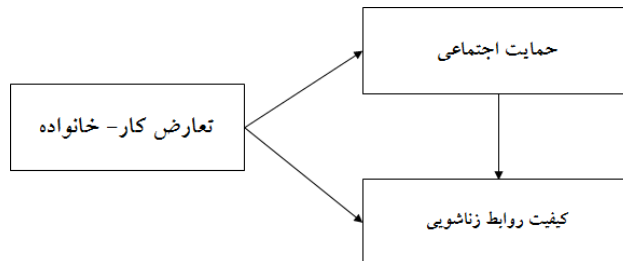 حمایت اجتماعی
تعارض کار- خانواده
کیفیت روابط زناشویی